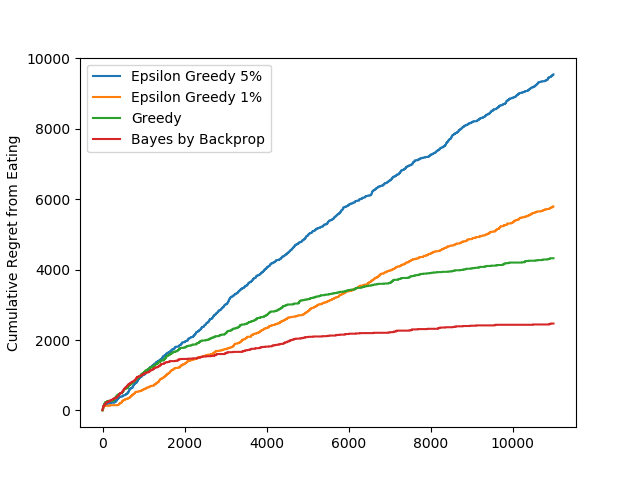 10000
8000
6000
4000
2000
0
Cumulative Regret from Eating
Epsilon Greedy 5%
Epsilon Greedy 1%
Greedy
Bayes by Backprop
0 2000 4000 6000 8000 10000